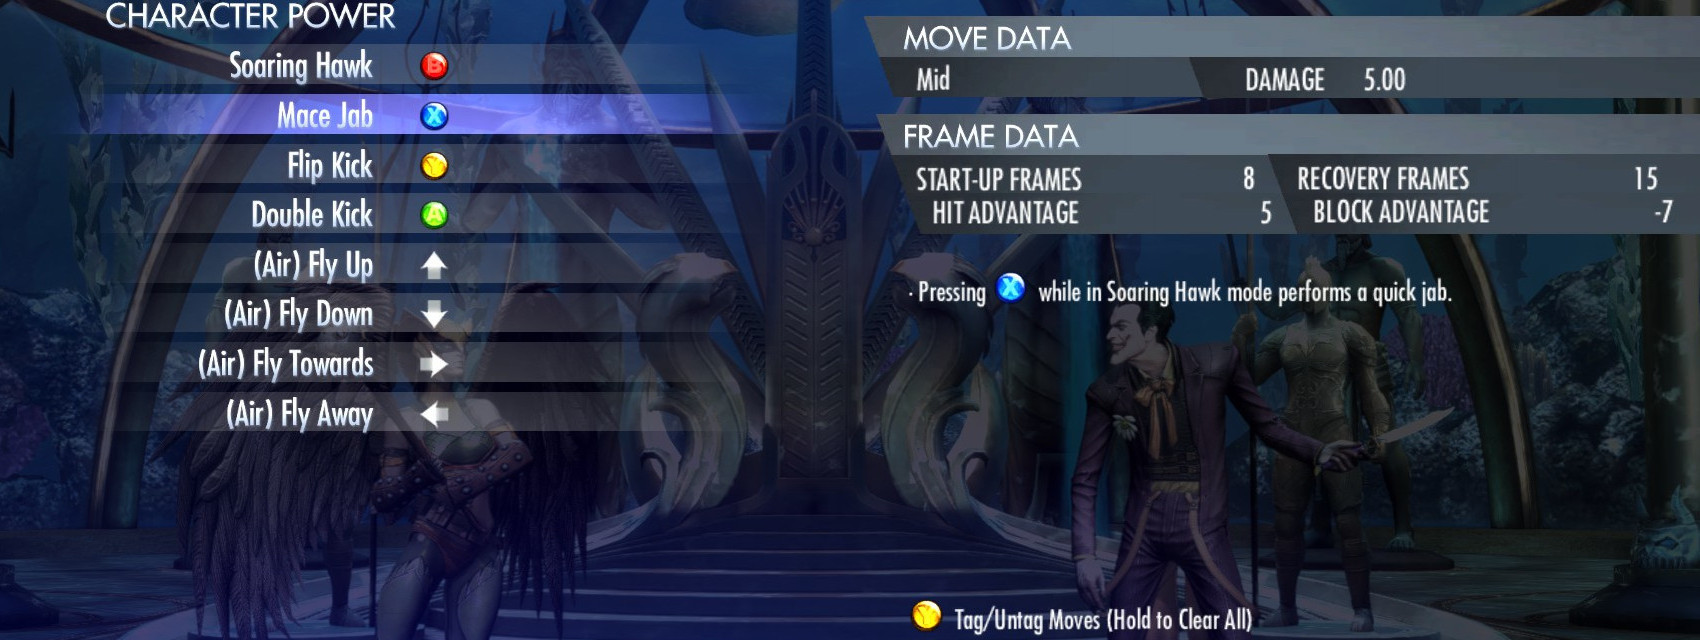 CHARACTER POWER
Soaring Hawk B
Mace Jab X
Flip Kick Y
Double Kick A
(Air) Fly Up
(Air) Fly Down
(Air) Fly Towards
(Air) Fly Away
MOVE DATA
Mid DAMAGE 5.00
FRAME DATA
START-UP FRAMES 8 RECOVERY FRAMES 15
HIT ADVANTAGE 5 BLOCK ADVANTAGE -7
· Pressing X while in Soaring Hawk mode performs a quick jab.
Y Tag/Untag Moves (Hold to Clear All)